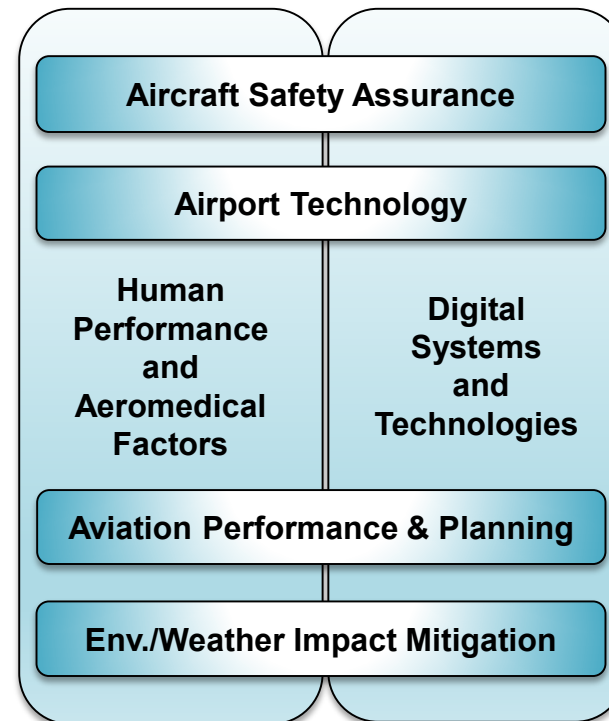 Aircraft Safety Assurance
Airport Technology
Human
Performance
and
Aeromedical
Factors
Digital
Systems
and
Technologies
Aviation Performance & Planning
Env./Weather Impact Mitigation